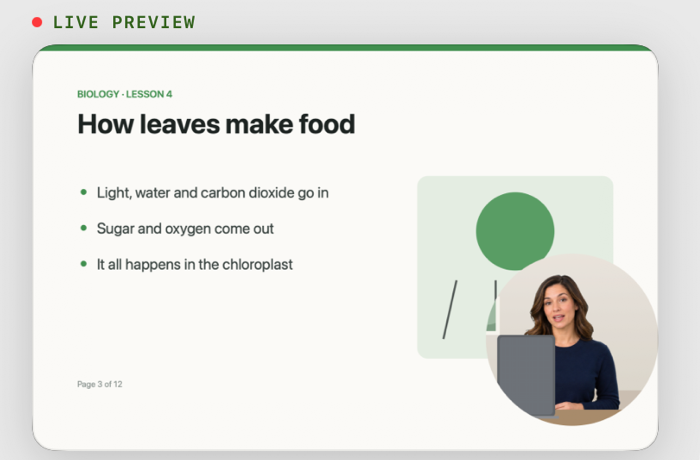 LIVE PREVIEW
BIOLOGY · LESSON 4
How leaves make food
Light, water and carbon dioxide go in
Sugar and oxygen come out
It all happens in the chloroplast
Page 3 of 12